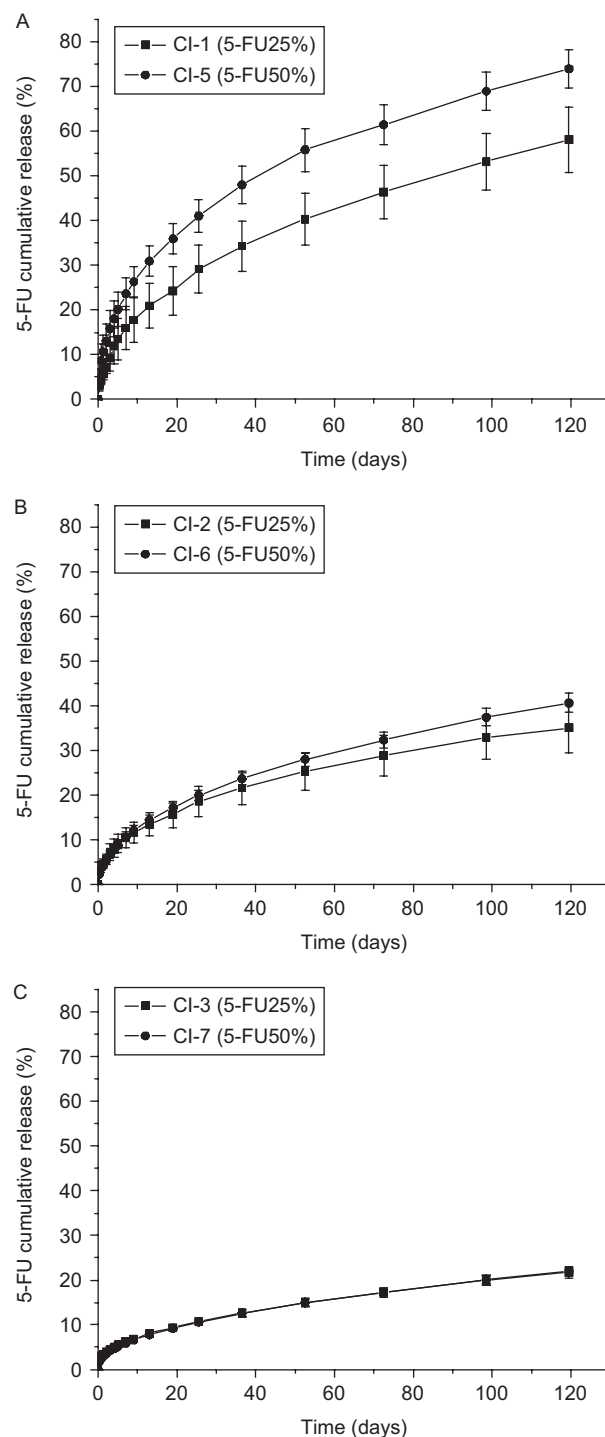 A
CI-1 (5-FU25%)
CI-5 (5-FU50%)
5-FU cumulative release (%)
80
70
60
50
40
30
20
10
0
0 20 40 60 80 100 120
Time (days)
B
CI-2 (5-FU25%)
CI-6 (5-FU50%)
5-FU cumulative release (%)
80
70
60
50
40
30
20
10
0
0 20 40 60 80 100 120
Time (days)
C
CI-3 (5-FU25%)
CI-7 (5-FU50%)
5-FU cumulative release (%)
80
70
60
50
40
30
20
10
0
0 20 40 60 80 100 120
Time (days)